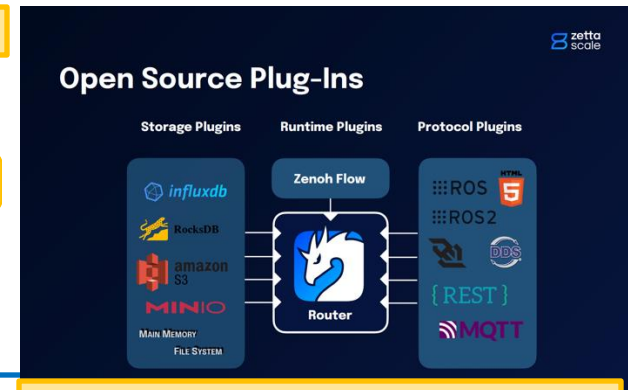 zetta
scale
Open Source Plug-Ins
Storage Plugins
Runtime Plugins
Protocol Plugins
influxdb
RocksDB
amazon
S3
MINIO
MAIN MEMORY
FILE SYSTEM
Zenoh Flow
Router
ROS
HTML
5
ROS2
DDS
{REST}
MQTT